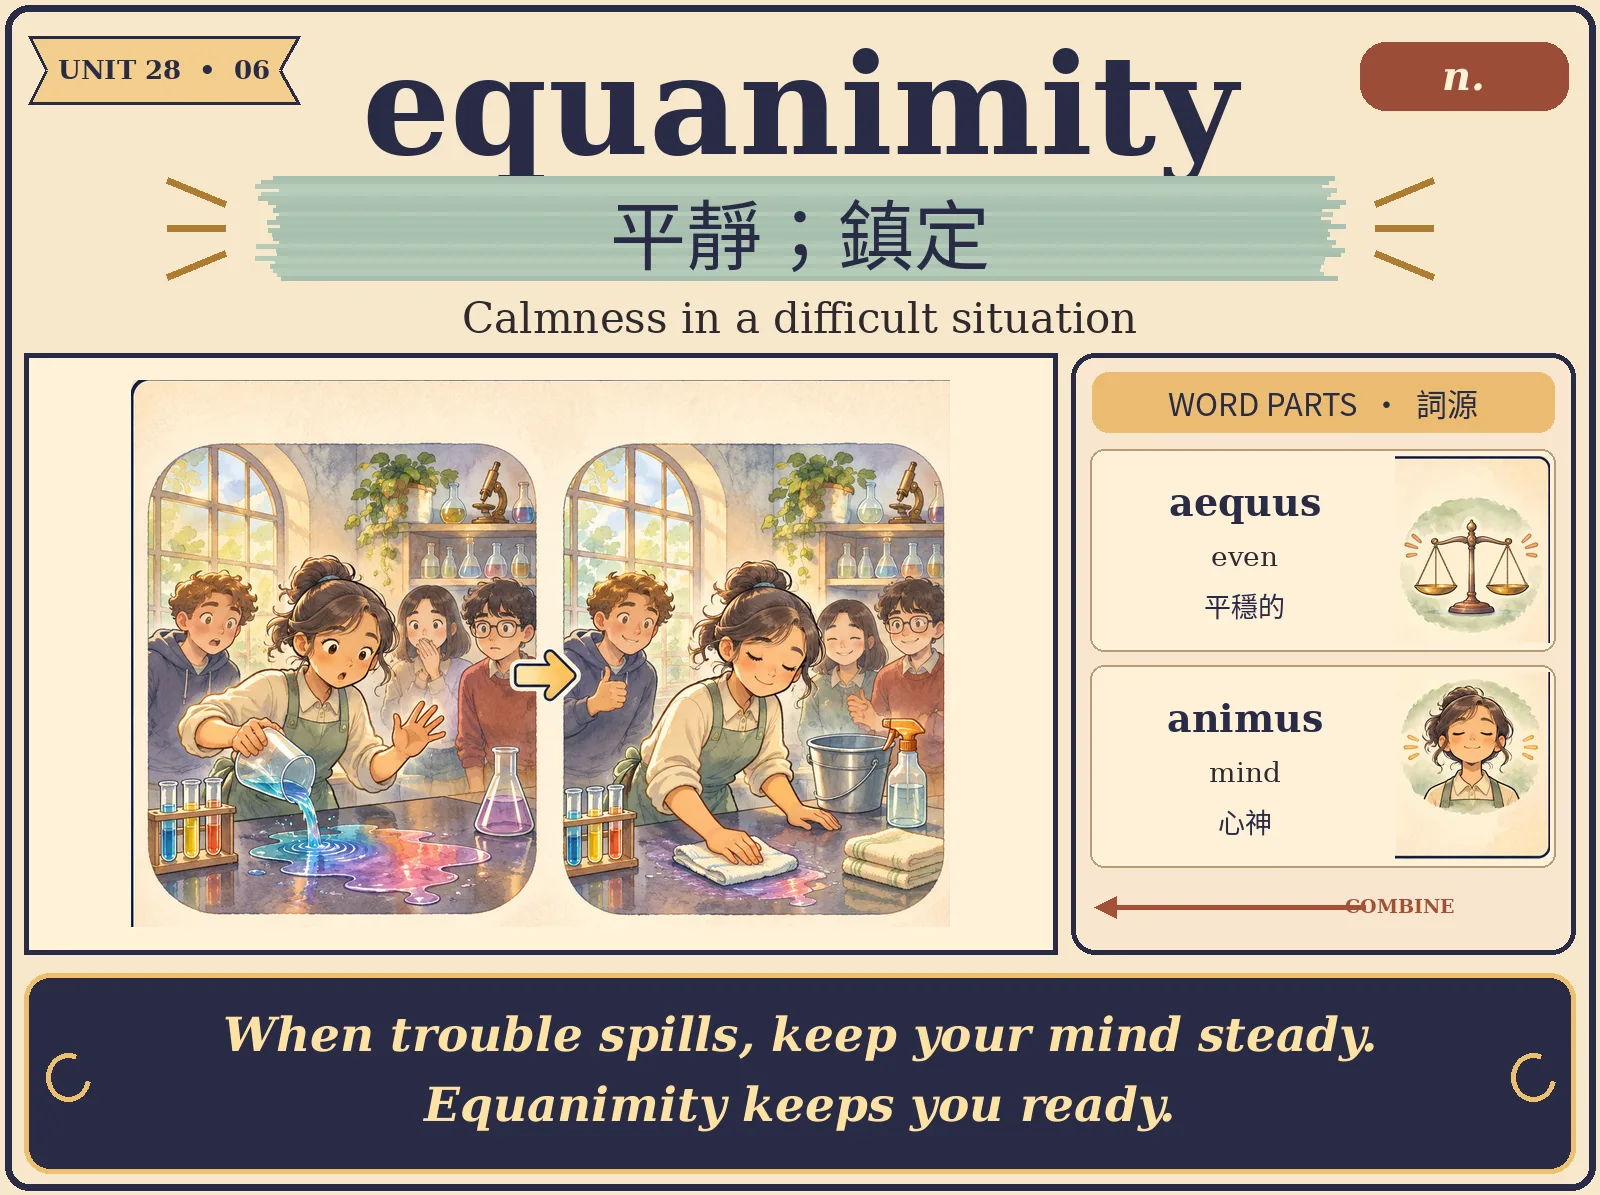 UNIT 28 • 06
equanimity
n.
平靜；鎮定
Calmness in a difficult situation
WORD PARTS • 詞源
aequus
even
平穩的
animus
mind
心神
COMBINE
When trouble spills, keep your mind steady.
Equanimity keeps you ready.